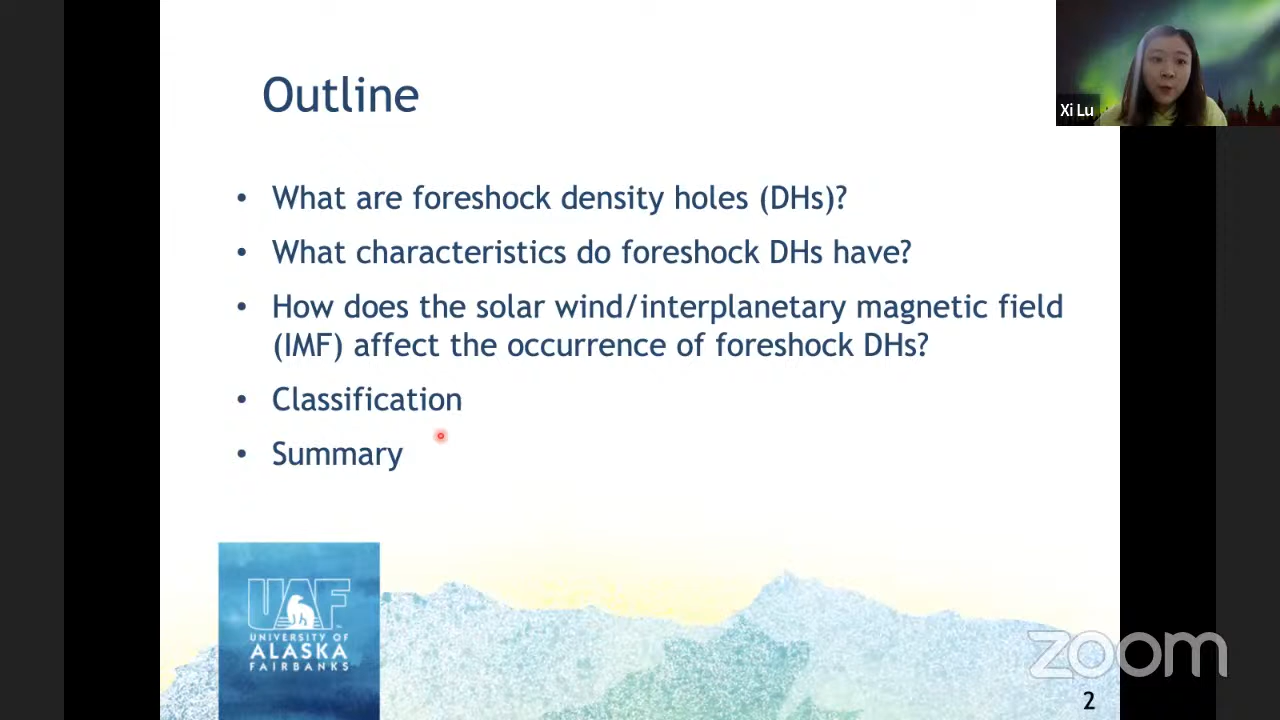 Outline
Xi Lu
• What are foreshock density holes (DHs)?
• What characteristics do foreshock DHs have?
• How does the solar wind/interplanetary magnetic field
(IMF) affect the occurrence of foreshock DHs?
• Classification
• Summary
UAF
UNIVERSITY OF
ALASKA
FAIRBANKS
zoom
2